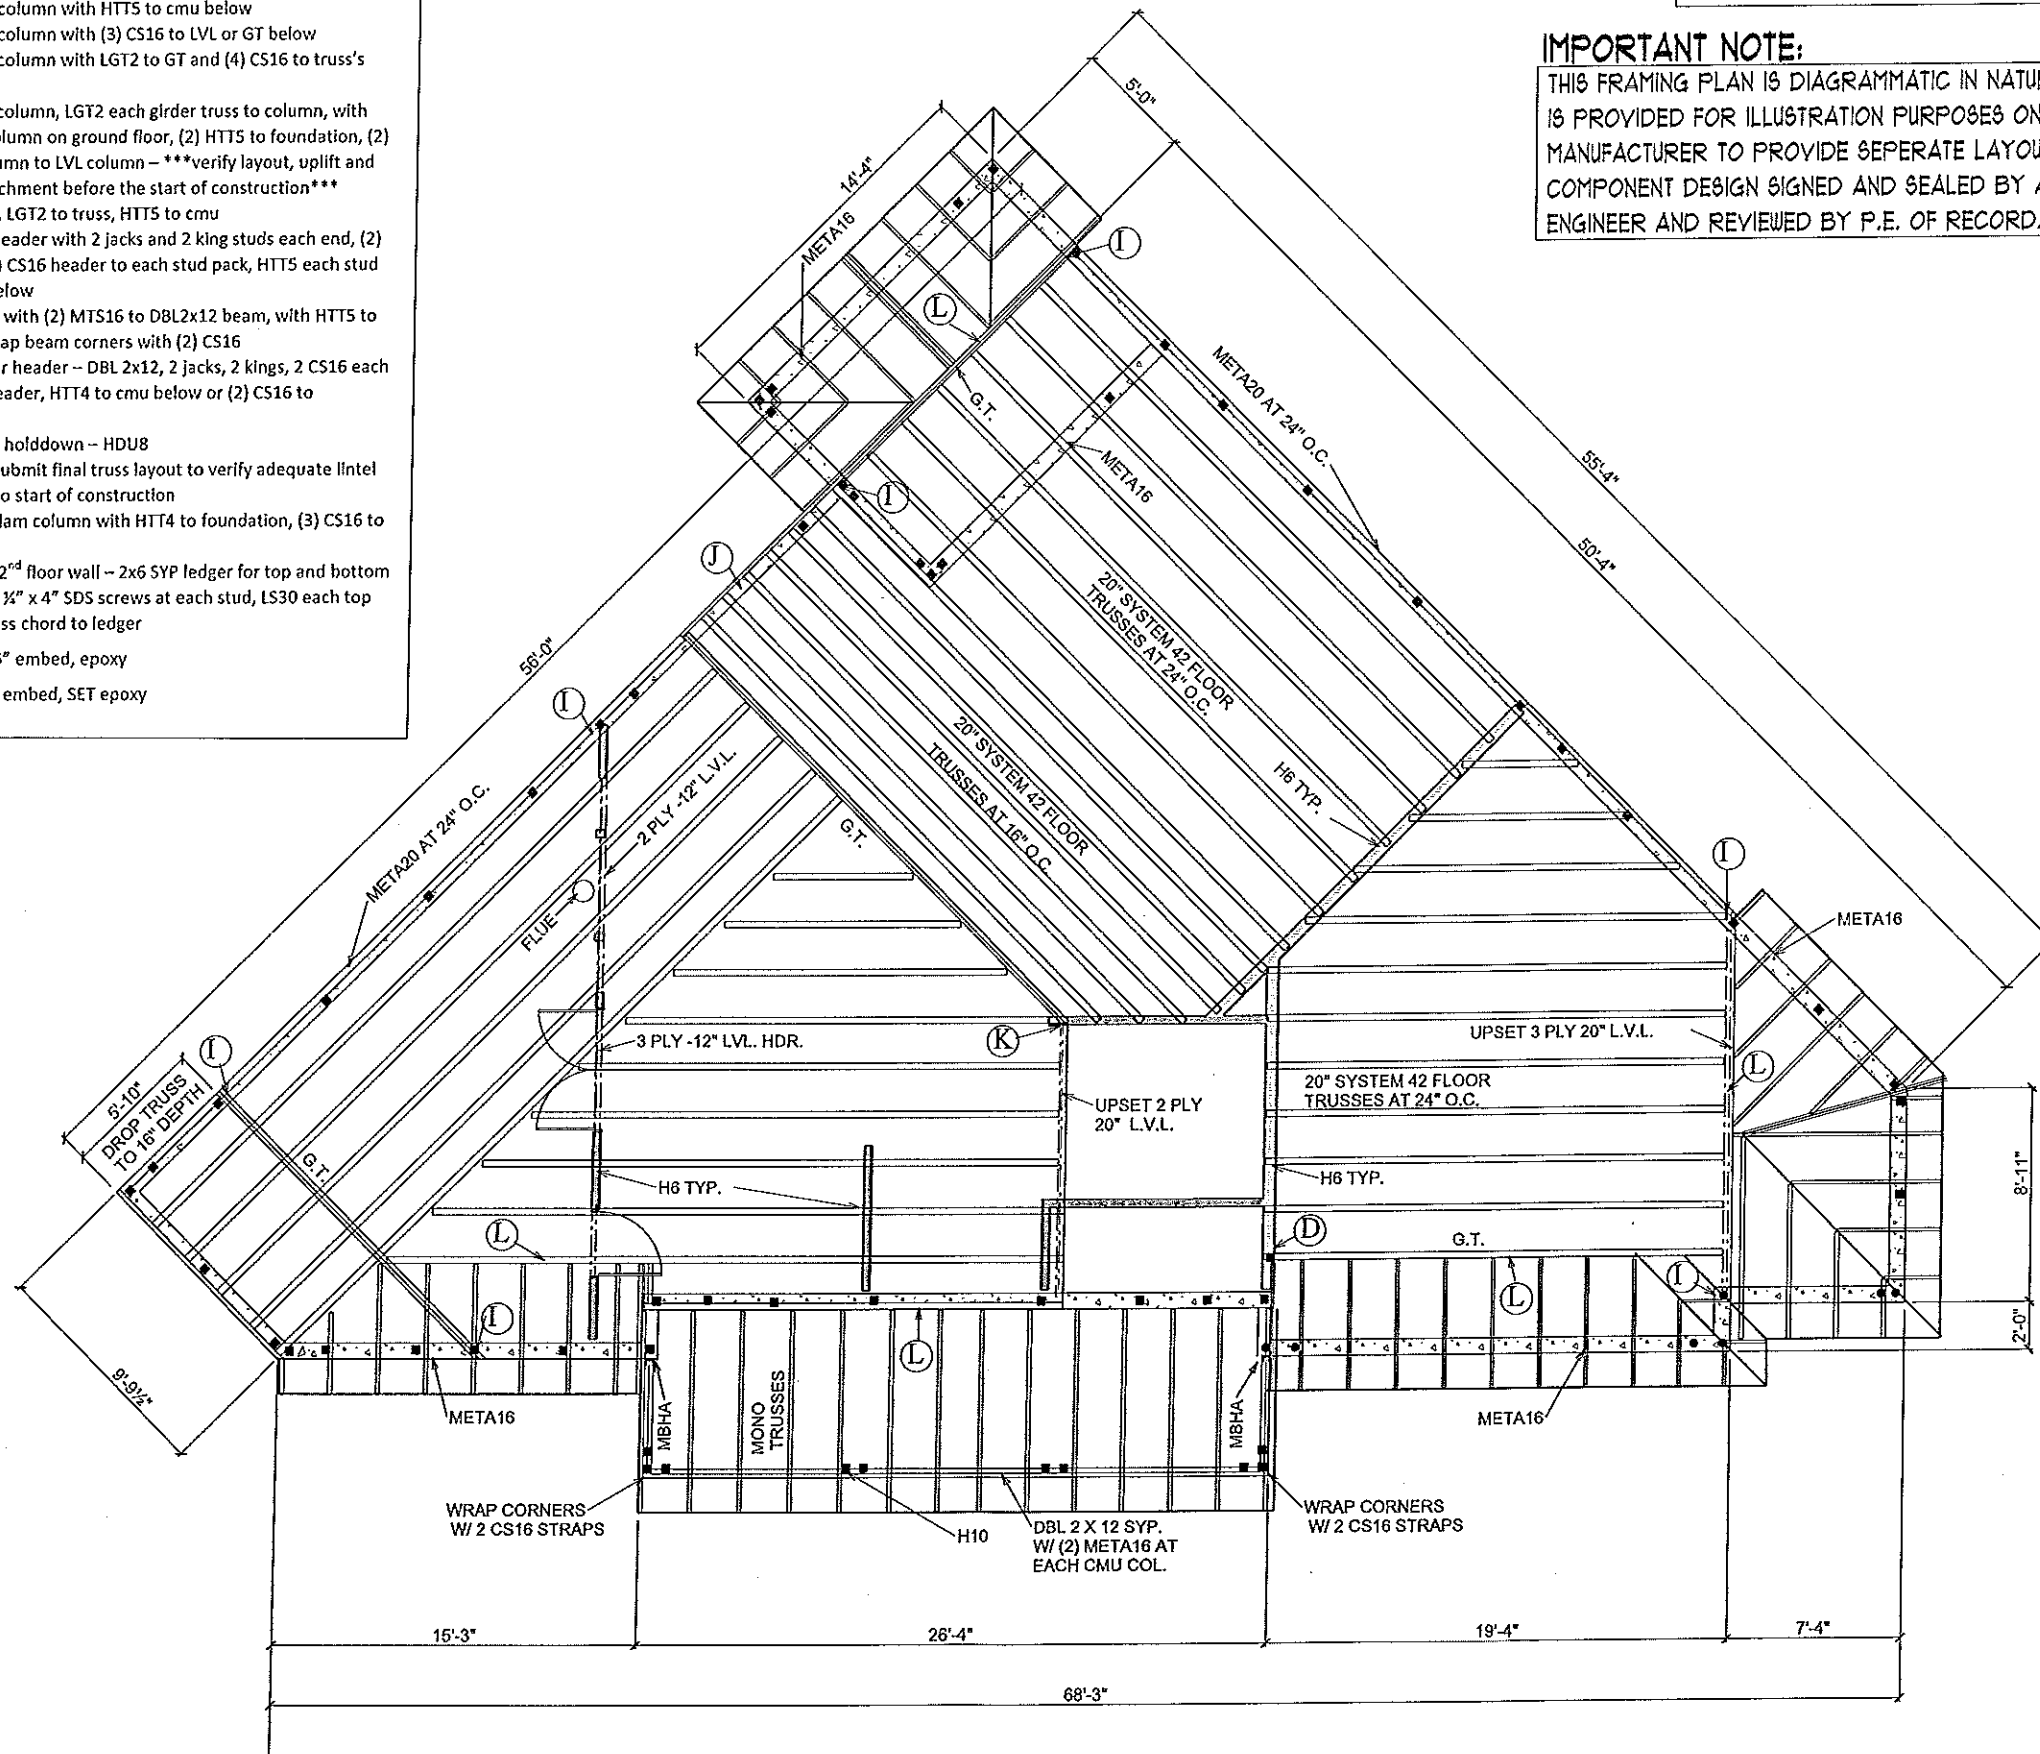 column with HTT5 to cmu below
column with (3) CS16 to LVL or GT below
column with LGT2 to GT and (4) CS16 to truss's
column, LGT2 each girder truss to column, with
column on ground floor, (2) HTT5 to foundation, (2)
umn to LVL column – ***verify layout, uplift and
chment before the start of construction***
LGT2 to truss, HTT5 to cmu
eader with 2 jacks and 2 king studs each end, (2)
CS16 header to each stud pack, HTT5 each stud
elow
with (2) MTS16 to DBL2x12 beam, with HTT5 to
ap beam corners with (2) CS16
r header – DBL 2x12, 2 jacks, 2 kings, 2 CS16 each
eader, HTT4 to cmu below or (2) CS16 to
holddown – HDU8
ubmit final truss layout to verify adequate lintel
o start of construction
lam column with HTT4 to foundation, (3) CS16 to
2nd floor wall – 2x6 SYP ledger for top and bottom
¼" x 4" SDS screws at each stud, LS30 each top
ss chord to ledger
" embed, epoxy
embed, SET epoxy
IMPORTANT NOTE:
THIS FRAMING PLAN IS DIAGRAMMATIC IN NATU
IS PROVIDED FOR ILLUSTRATION PURPOSES ON
MANUFACTURER TO PROVIDE SEPERATE LAYOU
COMPONENT DESIGN SIGNED AND SEALED BY A
ENGINEER AND REVIEWED BY P.E. OF RECORD.
5'-0"
14'-4"
META16
I
L
G.T.
META20 AT 24" O.C.
META16
55'-4"
50'-4"
I
J
20" SYSTEM 42 FLOOR
TRUSSES AT 24" O.C.
56'-0"
I
20" SYSTEM 42 FLOOR
TRUSSES AT 16" O.C.
H6 TYP.
2 PLY -12" L.V.L.
G.T.
META20 AT 24" O.C.
FLUE
I
META16
3 PLY -12" LVL. HDR.
K
UPSET 3 PLY 20" L.V.L.
I
L
5'-10"
DROP TRUSS
TO 16" DEPTH
G.T.
UPSET 2 PLY
20" L.V.L.
20" SYSTEM 42 FLOOR
TRUSSES AT 24" O.C.
H6 TYP.
H6 TYP.
8'-11"
L
D
G.T.
I
L
I
L
2'-0"
9'-9½"
META16
MBHA
MONO
TRUSSES
MBHA
META16
WRAP CORNERS
W/ 2 CS16 STRAPS
H10
DBL 2 X 12 SYP.
W/ (2) META16 AT
EACH CMU COL.
WRAP CORNERS
W/ 2 CS16 STRAPS
15'-3"
26'-4"
19'-4"
7'-4"
68'-3"